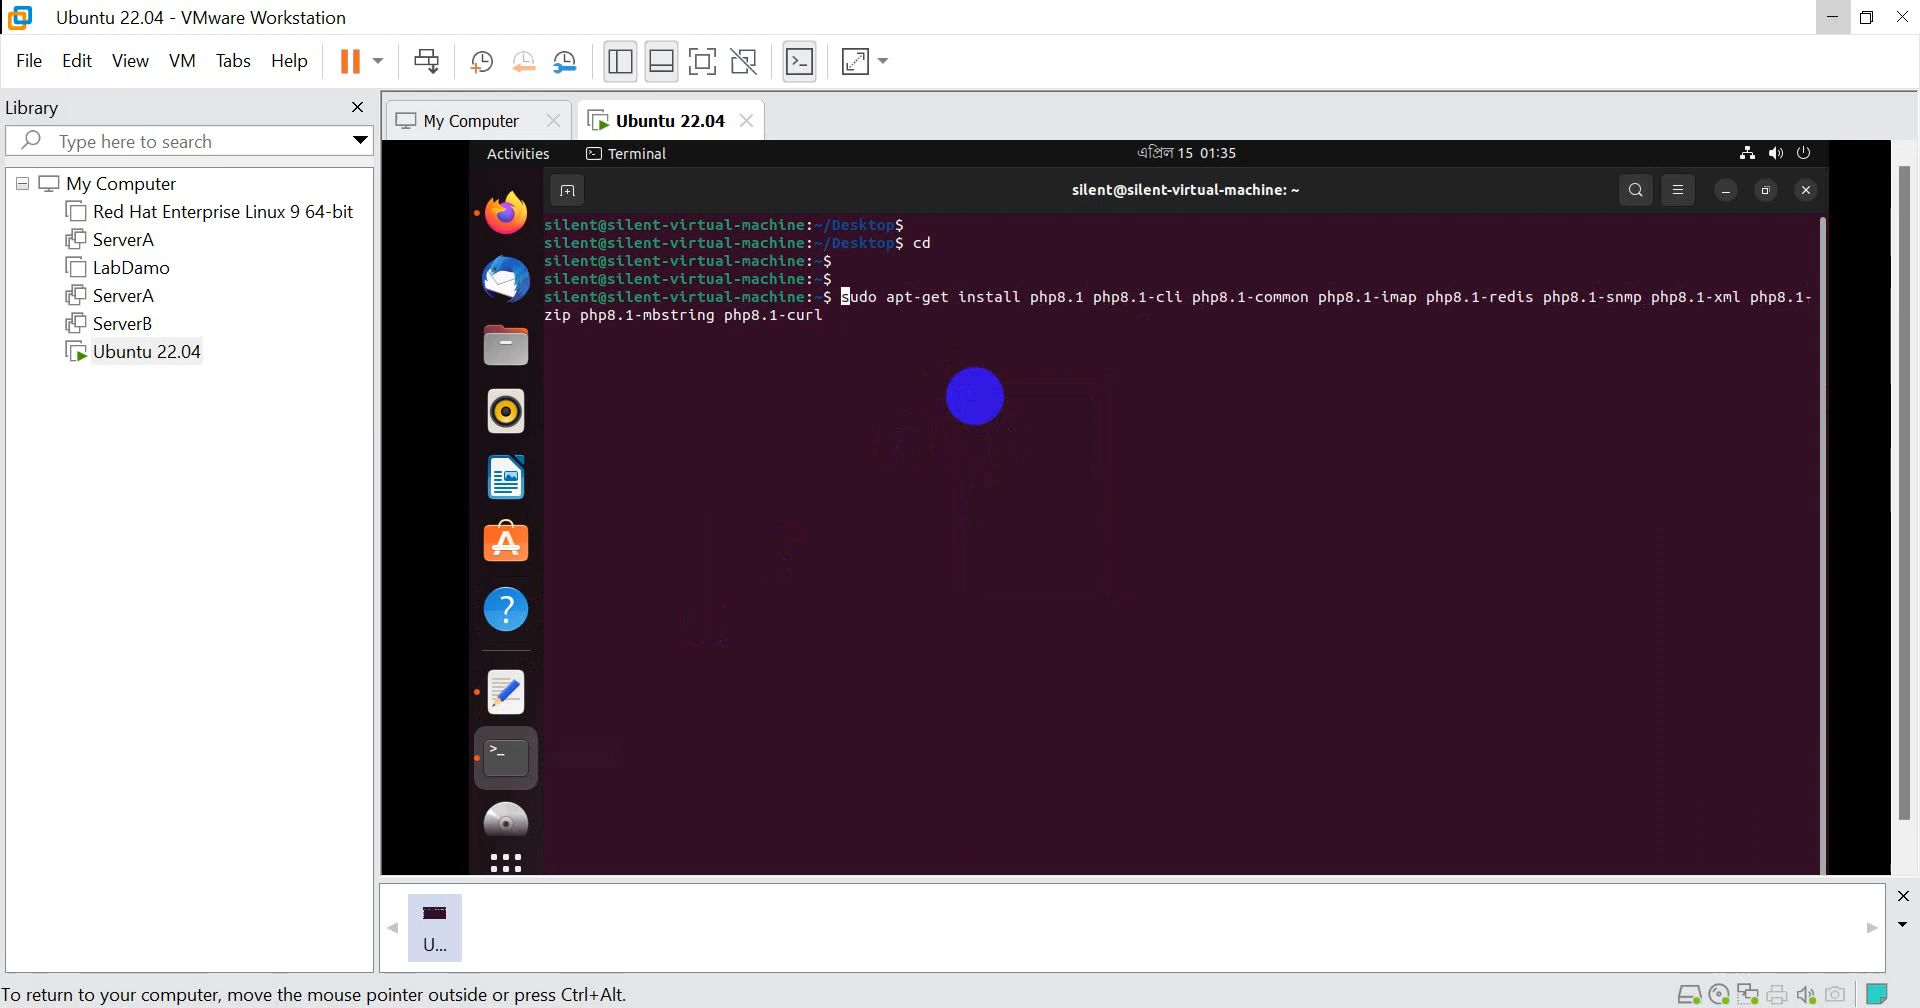 Ubuntu 22.04 - VMware Workstation
File Edit View VM Tabs Help
Library
Type here to search
My Computer
Red Hat Enterprise Linux 9 64-bit
ServerA
LabDamo
ServerA
ServerB
Ubuntu 22.04
My Computer
Ubuntu 22.04
Activities Terminal এপ্রিল 15 01:35
silent@silent-virtual-machine: ~
silent@silent-virtual-machine:~/Desktop$
silent@silent-virtual-machine:~/Desktop$ cd
silent@silent-virtual-machine:~$
silent@silent-virtual-machine:~$
silent@silent-virtual-machine:~$ sudo apt-get install php8.1 php8.1-cli php8.1-common php8.1-imap php8.1-redis php8.1-snmp php8.1-xml php8.1-
zip php8.1-mbstring php8.1-curl
U...
To return to your computer, move the mouse pointer outside or press Ctrl+Alt.